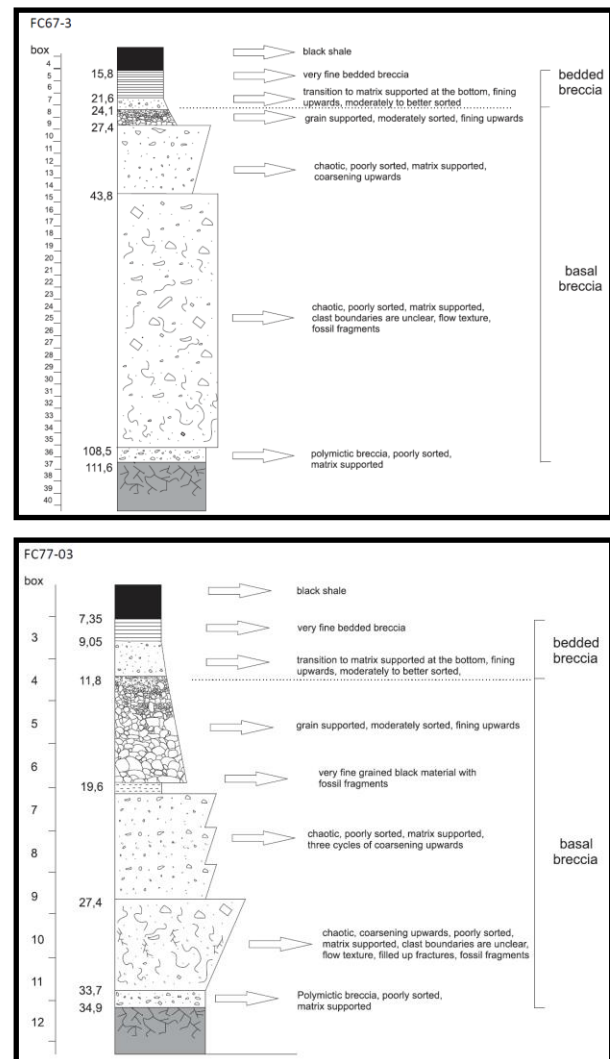 FC67-3
box
4
5
6
7
8
9
10
11
12
13
14
15
16
17
18
19
20
21
22
23
24
25
26
27
28
29
30
31
32
33
34
35
36
37
38
39
40
15,8
21,6
24,1
27,4
43,8
108,5
111,6
black shale
very fine bedded breccia
transition to matrix supported at the bottom, fining
upwards, moderately to better sorted
grain supported, moderately sorted, fining upwards
chaotic, poorly sorted, matrix supported,
coarsening upwards
chaotic, poorly sorted, matrix supported,
clast boundaries are unclear, flow texture,
fossil fragments
polymictic breccia, poorly sorted,
matrix supported
bedded
breccia
basal
breccia
FC77-03
box
3
4
5
6
7
8
9
10
11
12
7,35
9,05
11,8
19,6
27,4
33,7
34,9
black shale
very fine bedded breccia
transition to matrix supported at the bottom, fining
upwards, moderately to better sorted,
grain supported, moderately sorted, fining upwards
very fine grained black material with
fossil fragments
chaotic, poorly sorted, matrix supported,
three cycles of coarsening upwards
chaotic, coarsening upwards, poorly sorted,
matrix supported, clast boundaries are unclear,
flow texture, filled up fractures, fossil fragments
Polymictic breccia, poorly sorted,
matrix supported
bedded
breccia
basal
breccia